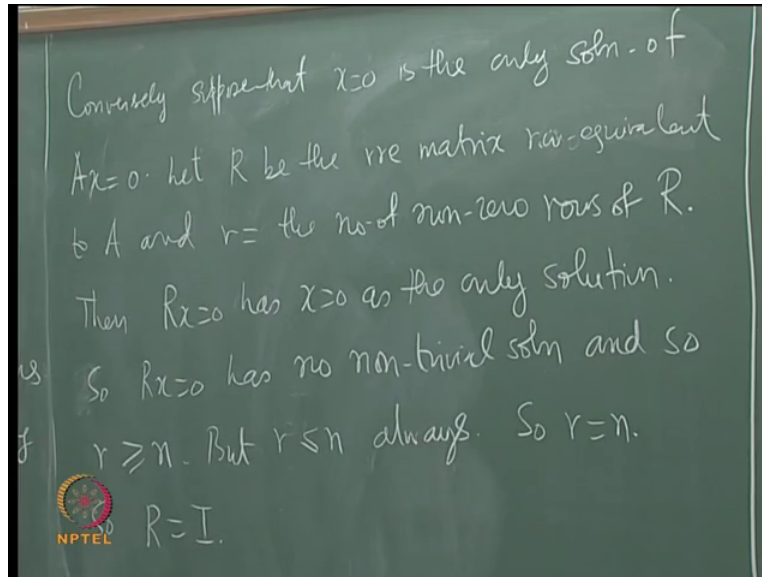 Conversely suppose that x=0 is the only soln. of
Ax=0. Let R be the rre matrix row-equivalent
to A and r= the no. of non-zero rows of R.
Then Rx=0 has x=0 as the only solution.
So Rx=0 has no non-trivial soln and so
r ≥ n. But r ≤ n always. So r=n.
So R=I.
NPTEL